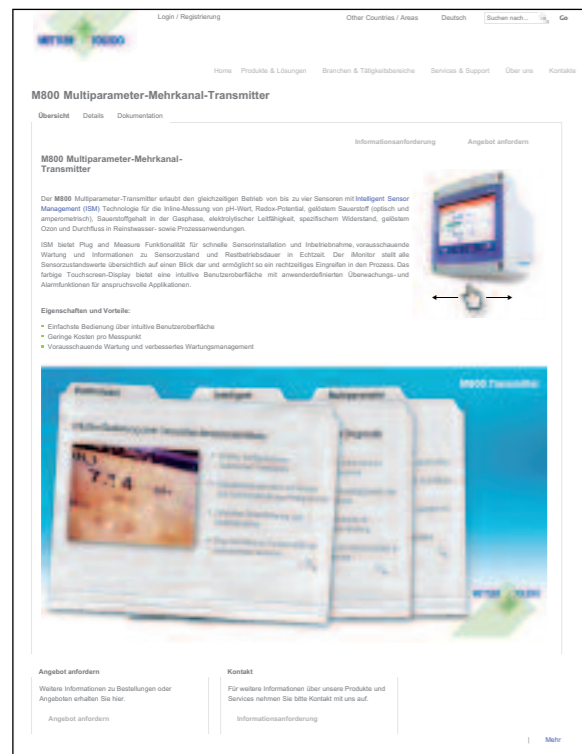 Login / Registrierung
Other Countries / Areas
Deutsch
Suchen nach...
Go
METTLER TOLEDO
Home Produkte & Lösungen Branchen & Tätigkeitsbereiche Services & Support Über uns Kontakte
M800 Multiparameter-Mehrkanal-Transmitter
Übersicht Details Dokumentation
Informationsanforderung Angebot anfordern
M800 Multiparameter-Mehrkanal-
Transmitter
Der M800 Multiparameter-Transmitter erlaubt den gleichzeitigen Betrieb von bis zu vier Sensoren mit Intelligent Sensor
Management (ISM) Technologie für die Inline-Messung von pH-Wert, Redox-Potential, gelöstem Sauerstoff (optisch und
amperometrisch), Sauerstoffgehalt in der Gasphase, elektrolytischer Leitfähigkeit, spezifischem Widerstand, gelöstem
Ozon und Durchfluss in Reinstwasser- sowie Prozessanwendungen.
ISM bietet Plug and Measure Funktionalität für schnelle Sensorinstallation und Inbetriebnahme, vorausschauende
Wartung und Informationen zu Sensorzustand und Restbetriebsdauer in Echtzeit. Der iMonitor stellt alle
Sensorzustandswerte übersichtlich auf einen Blick dar und ermöglicht so ein rechtzeitiges Eingreifen in den Prozess. Das
farbige Touchscreen-Display bietet eine intuitive Benutzeroberfläche mit anwenderdefinierten Überwachungs- und
Alarmfunktionen für anspruchsvolle Applikationen.
Eigenschaften und Vorteile:
Einfachste Bedienung über intuitive Benutzeroberfläche
Geringe Kosten pro Messpunkt
Vorausschauende Wartung und verbessertes Wartungsmanagement
M800 Transmitter
7.14
METTLER TOLEDO
Angebot anfordern
Weitere Informationen zu Bestellungen oder
Angeboten erhalten Sie hier.
Angebot anfordern
Kontakt
Für weitere Informationen über unsere Produkte und
Services nehmen Sie bitte Kontakt mit uns auf.
Informationsanforderung
| Mehr